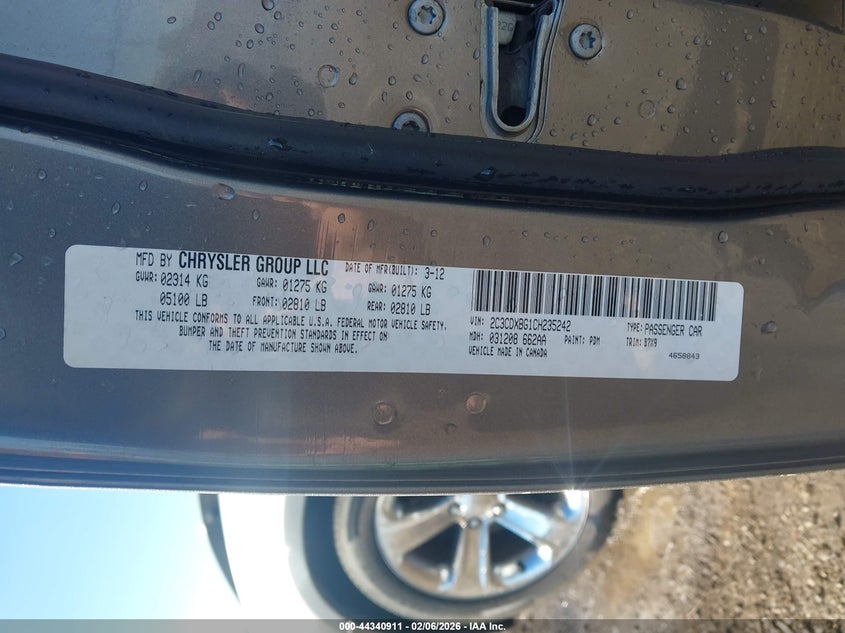 MFD BY CHRYSLER GROUP LLC DATE OF MFR(BUILT): 3-12
GVWR: 02314 KG GAWR: 01275 KG GAWR: 01275 KG
05100 LB FRONT: 02810 LB REAR: 02810 LB
THIS VEHICLE CONFORMS TO ALL APPLICABLE U.S.A. FEDERAL MOTOR VEHICLE SAFETY,
BUMPER AND THEFT PREVENTION STANDARDS IN EFFECT ON
THE DATE OF MANUFACTURE SHOWN ABOVE.
VIN: 2C3CDXBG1CH235242 TYPE: PASSENGER CAR
MDH: 031208 662AA PAINT: PDM TRIM: D7X9
VEHICLE MADE IN CANADA 4658843
000-44340911 - 02/06/2026 - IAA Inc.